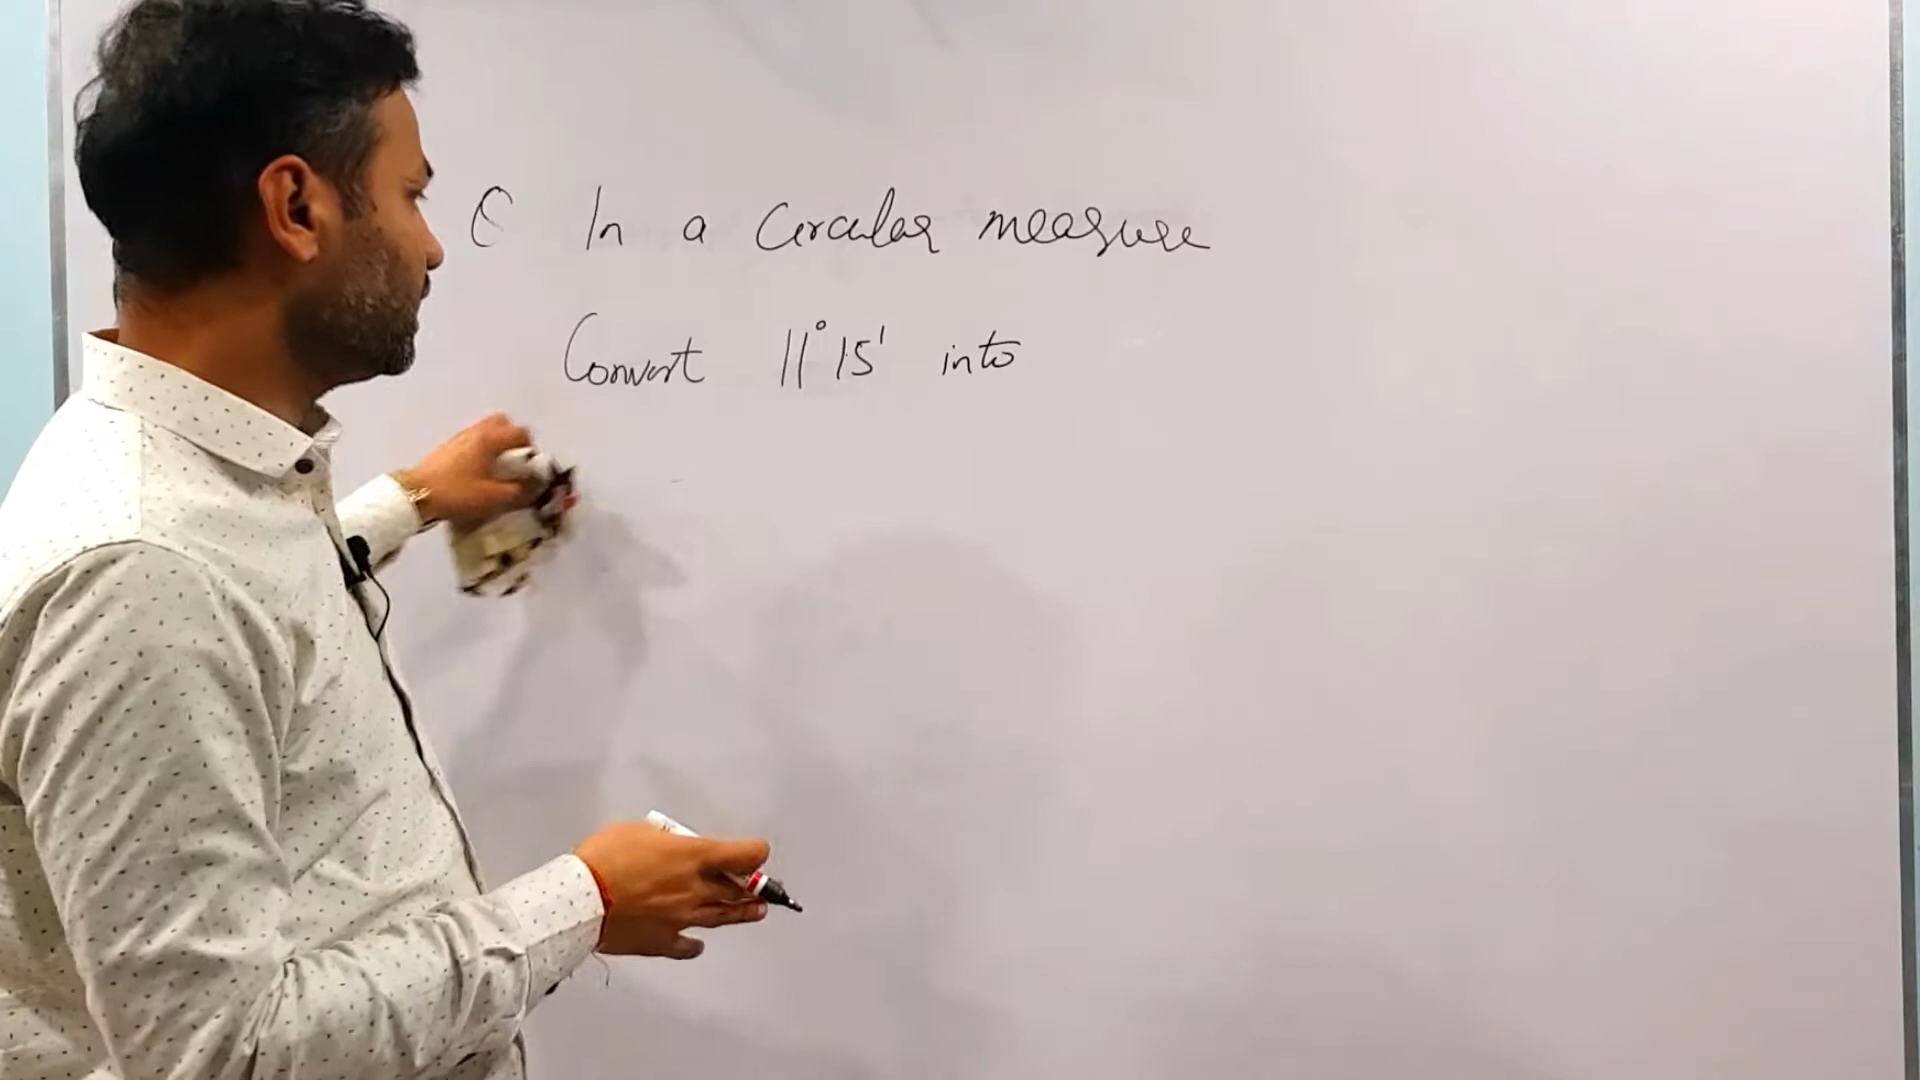 In a Circular measure
Convert 11° 15' into